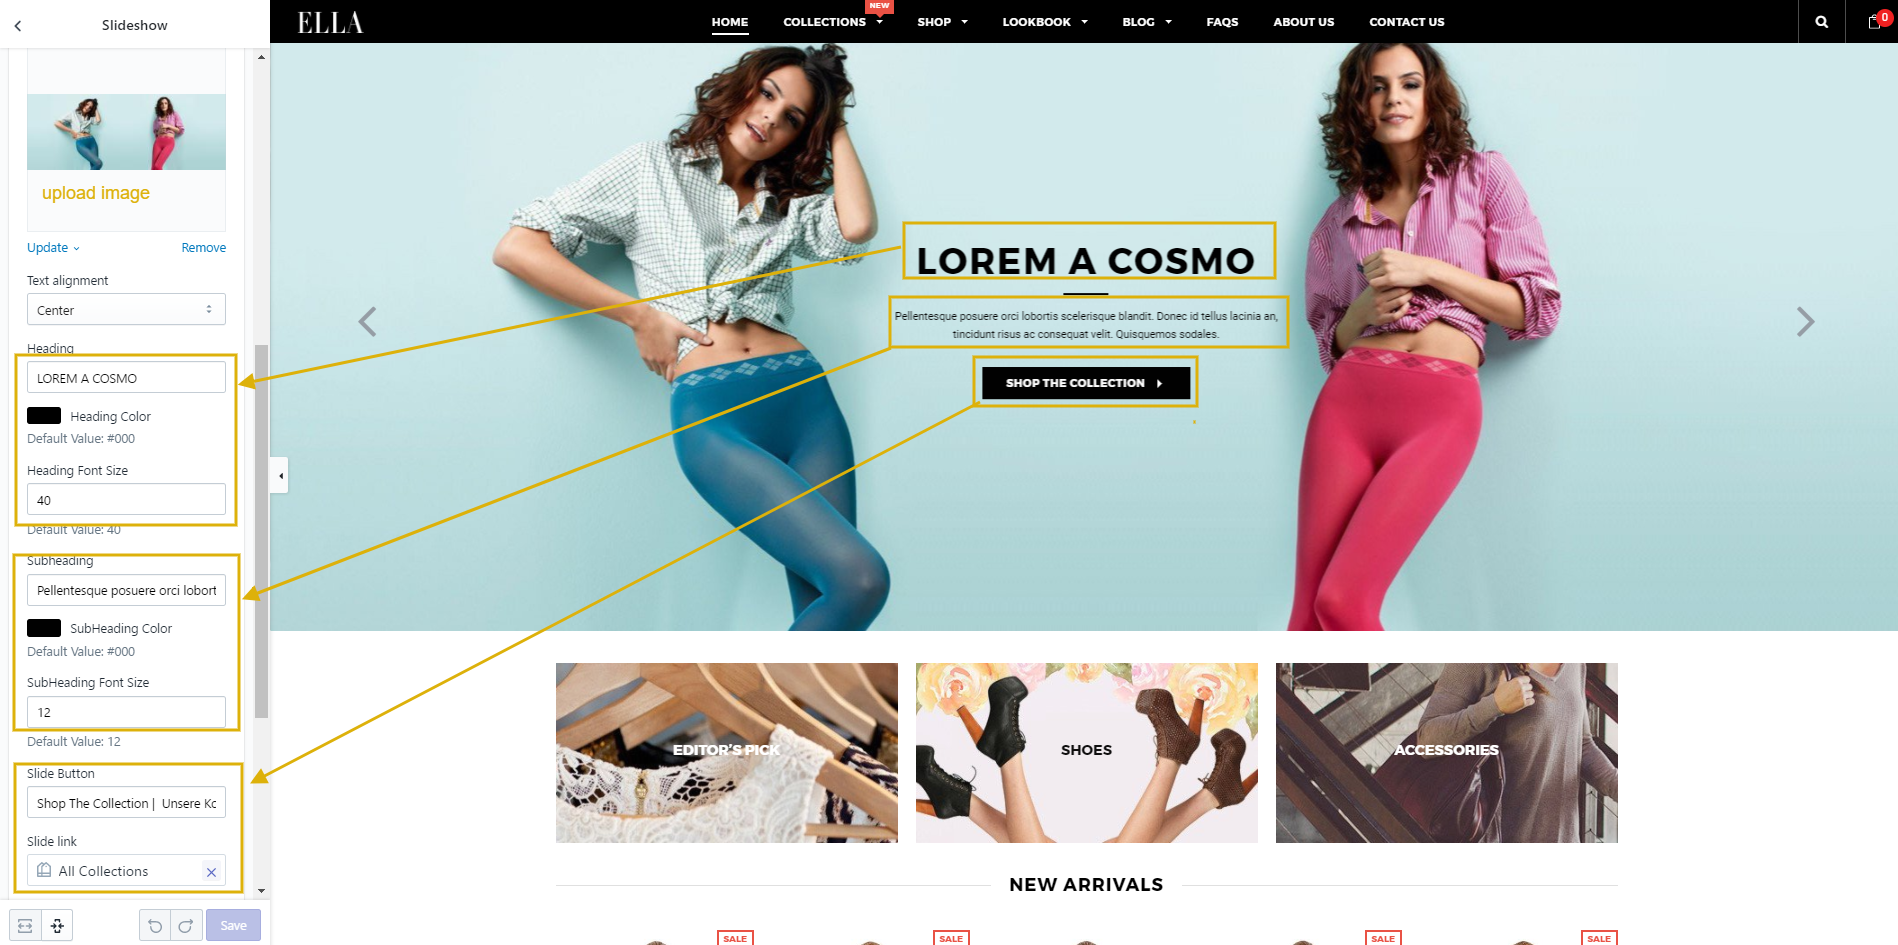 Slideshow
upload image
Update
Remove
Text alignment
Center
Heading
LOREM A COSMO
Heading Color
Default Value: #000
Heading Font Size
40
Default Value: 40
Subheading
Pellentesque posuere orci lobort
SubHeading Color
Default Value: #000
SubHeading Font Size
12
Default Value: 12
Slide Button
Shop The Collection | Unsere Kc
Slide link
All Collections
Save
ELLA
HOME
COLLECTIONS
NEW
SHOP
LOOKBOOK
BLOG
FAQS
ABOUT US
CONTACT US
0
LOREM A COSMO
Pellentesque posuere orci lobortis scelerisque blandit. Donec id tellus lacinia an,
tincidunt risus ac consequat velit. Quisquemos sodales.
SHOP THE COLLECTION
EDITOR'S PICK
SHOES
ACCESSORIES
NEW ARRIVALS
SALE
SALE
SALE
SALE